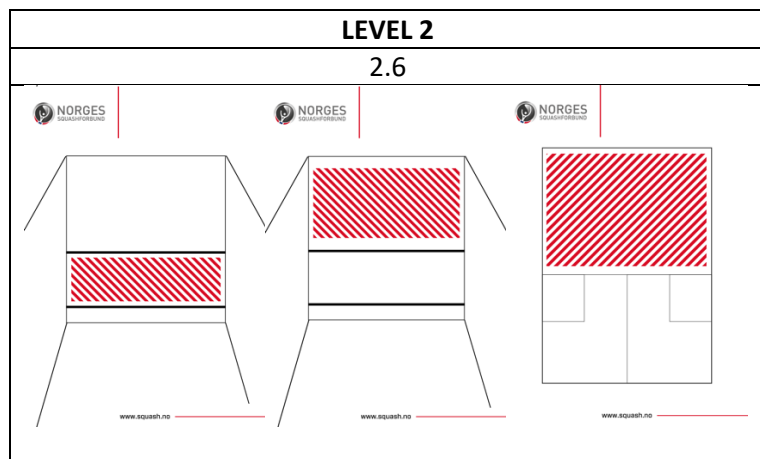 LEVEL 2
2.6
NORGES
SQUASHFORBUND
NORGES
SQUASHFORBUND
NORGES
SQUASHFORBUND
www.squash.no
www.squash.no
www.squash.no